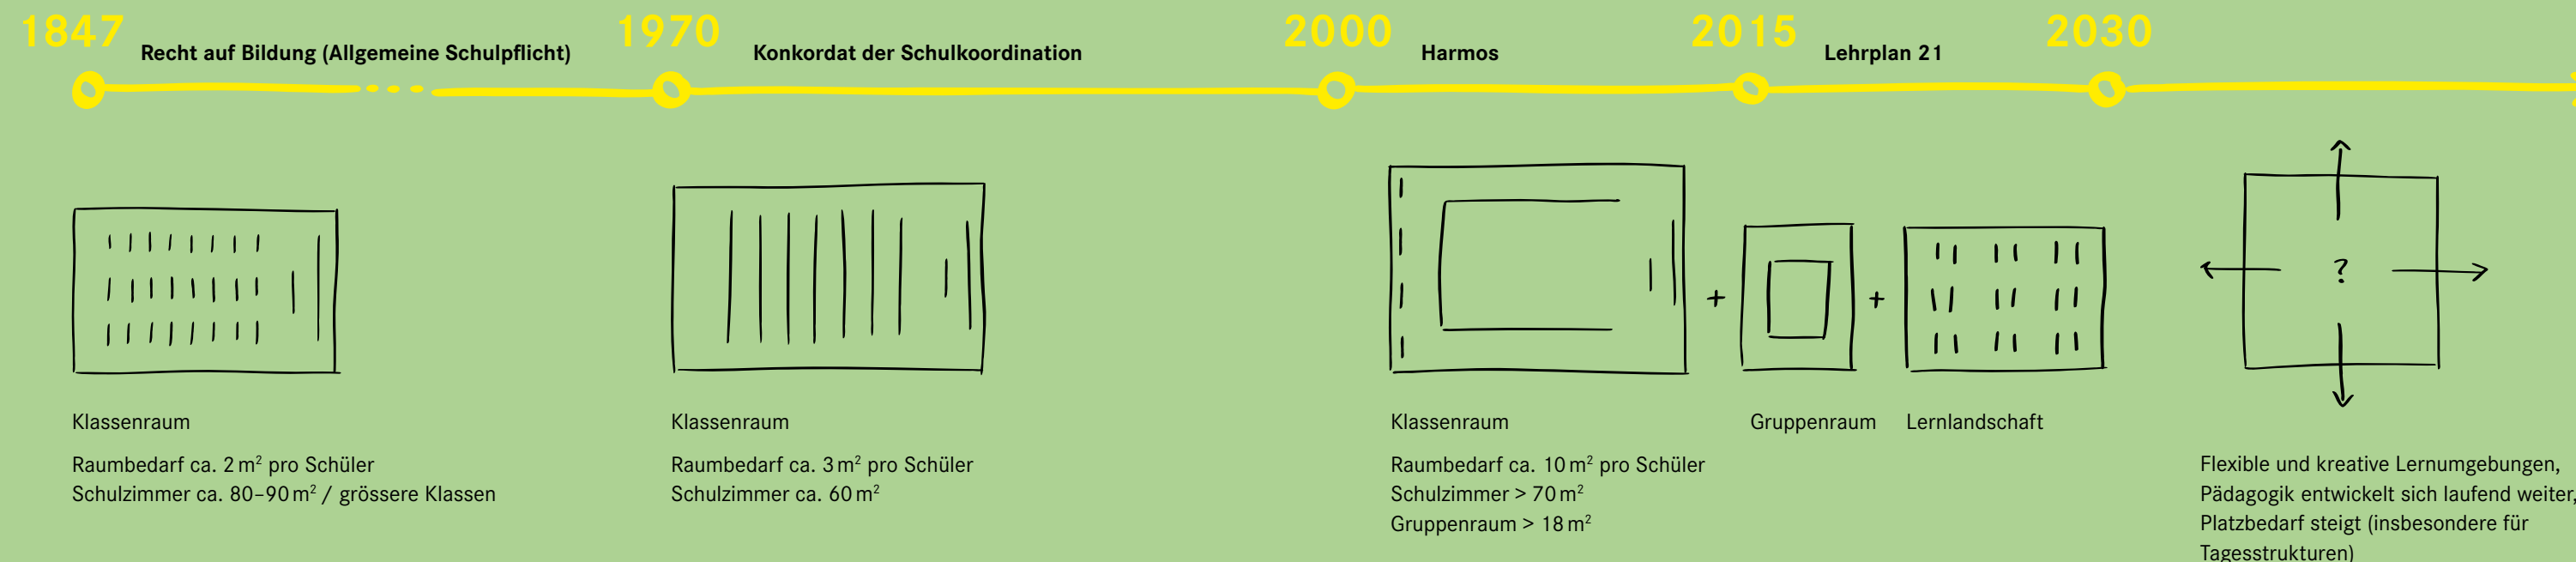 1847
Recht auf Bildung (Allgemeine Schulpflicht)
1970
Konkordat der Schulkoordination
2000
Harmos
2015
Lehrplan 21
2030
+
+
?
Klassenraum
Raumbedarf ca. 2 m² pro Schüler
Schulzimmer ca. 80–90 m² / grössere Klassen
Klassenraum
Raumbedarf ca. 3 m² pro Schüler
Schulzimmer ca. 60 m²
Klassenraum
Raumbedarf ca. 10 m² pro Schüler
Schulzimmer > 70 m²
Gruppenraum > 18 m²
Gruppenraum
Lernlandschaft
Flexible und kreative Lernumgebungen,
Pädagogik entwickelt sich laufend weiter,
Platzbedarf steigt (insbesondere für
Tagesstrukturen)